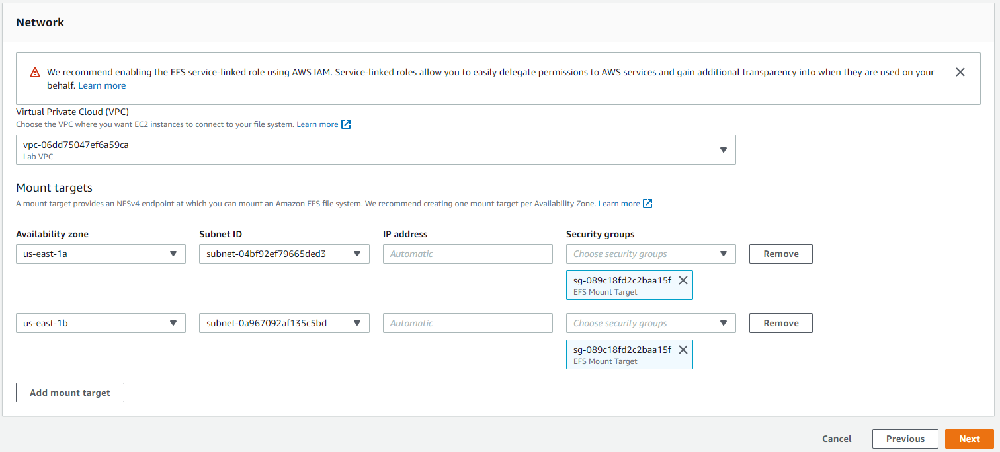 Network
We recommend enabling the EFS service-linked role using AWS IAM. Service-linked roles allow you to easily delegate permissions to AWS services and gain additional transparency into when they are used on your
behalf. Learn more
Virtual Private Cloud (VPC)
Choose the VPC where you want EC2 instances to connect to your file system. Learn more
vpc-06dd75047ef6a59ca
Lab VPC
Mount targets
A mount target provides an NFSv4 endpoint at which you can mount an Amazon EFS file system. We recommend creating one mount target per Availability Zone. Learn more
Availability zone Subnet ID IP address Security groups
us-east-1a subnet-04bf92ef79665ded3 Automatic Choose security groups Remove
sg-089c18fd2c2baa15f
EFS Mount Target
us-east-1b subnet-0a967092af135c5bd Automatic Choose security groups Remove
sg-089c18fd2c2baa15f
EFS Mount Target
Add mount target
Cancel Previous Next